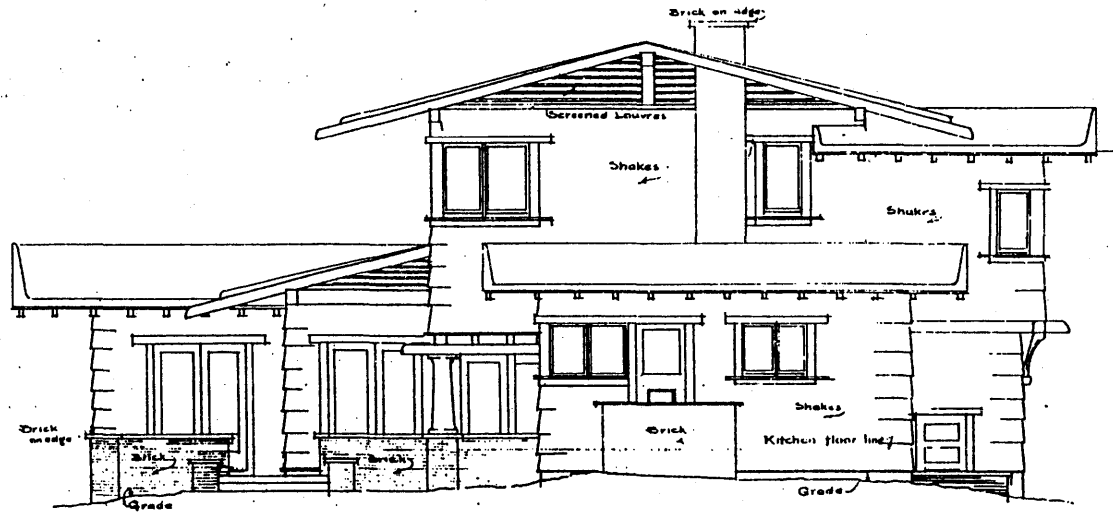 Brick on edge
Screened Louvres
Shakes
Shakes
Brick
on edge
Brick
Brick
Brick
Shakes
Kitchen floor line
Grade
Grade